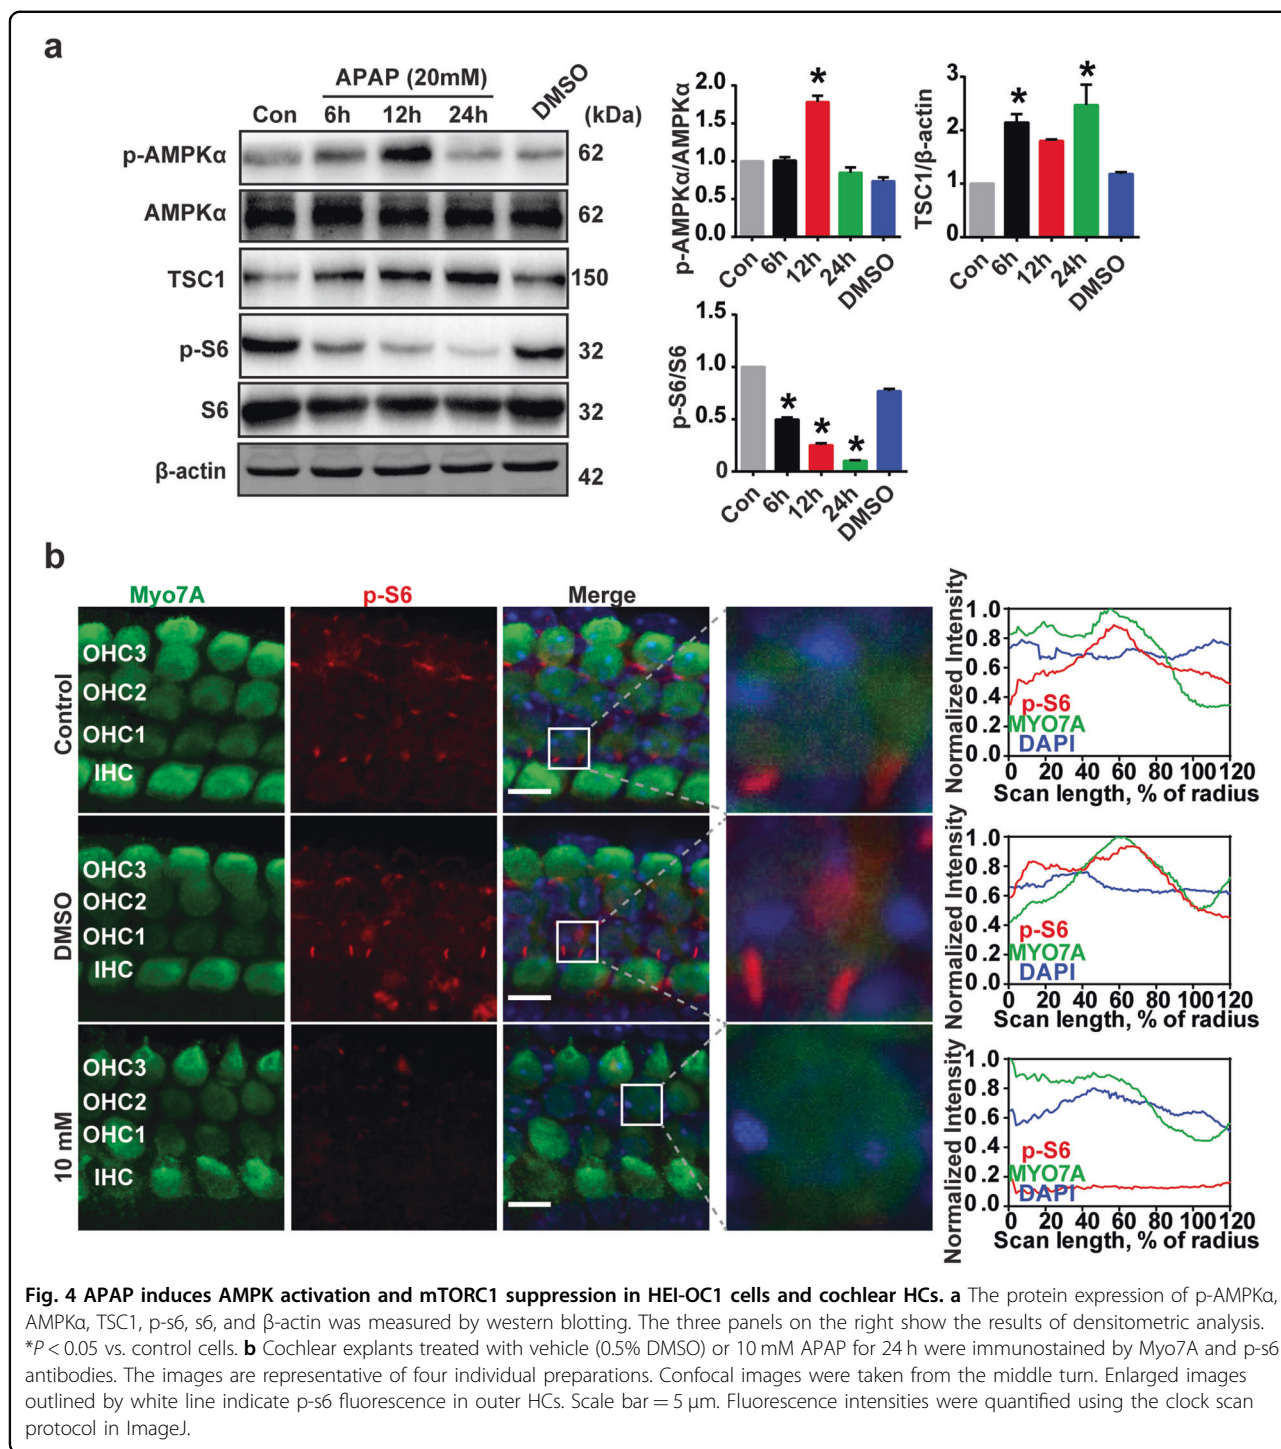 a
APAP (20mM)
Con 6h 12h 24h DMSO (kDa)
p-AMPKα 62
AMPKα 62
TSC1 150
p-S6 32
S6 32
β-actin 42
p-AMPKα/AMPKα
2.0
1.5
1.0
0.5
0.0
*
Con 6h 12h 24h DMSO
TSC1/β-actin
3
2
1
0
* *
Con 6h 12h 24h DMSO
p-S6/S6
1.5
1.0
0.5
0
* * *
Con 6h 12h 24h DMSO
b
Myo7A p-S6 Merge
Control
OHC3
OHC2
OHC1
IHC
Normalized Intensity
1.0
0.8
0.6
0.4
0.2
0.0
p-S6
MYO7A
DAPI
0 20 40 60 80 100 120
Scan length, % of radius
DMSO
OHC3
OHC2
OHC1
IHC
Normalized Intensity
1.0
0.8
0.6
0.4
0.2
0.0
p-S6
MYO7A
DAPI
0 20 40 60 80 100 120
Scan length, % of radius
10 mM
OHC3
OHC2
OHC1
IHC
Normalized Intensity
1.0
0.8
0.6
0.4
0.2
0.0
p-S6
MYO7A
DAPI
0 20 40 60 80 100 120
Scan length, % of radius
Fig. 4 APAP induces AMPK activation and mTORC1 suppression in HEI-OC1 cells and cochlear HCs. a The protein expression of p-AMPKα,
AMPKα, TSC1, p-s6, s6, and β-actin was measured by western blotting. The three panels on the right show the results of densitometric analysis.
*P < 0.05 vs. control cells. b Cochlear explants treated with vehicle (0.5% DMSO) or 10 mM APAP for 24 h were immunostained by Myo7A and p-s6
antibodies. The images are representative of four individual preparations. Confocal images were taken from the middle turn. Enlarged images
outlined by white line indicate p-s6 fluorescence in outer HCs. Scale bar = 5 μm. Fluorescence intensities were quantified using the clock scan
protocol in ImageJ.